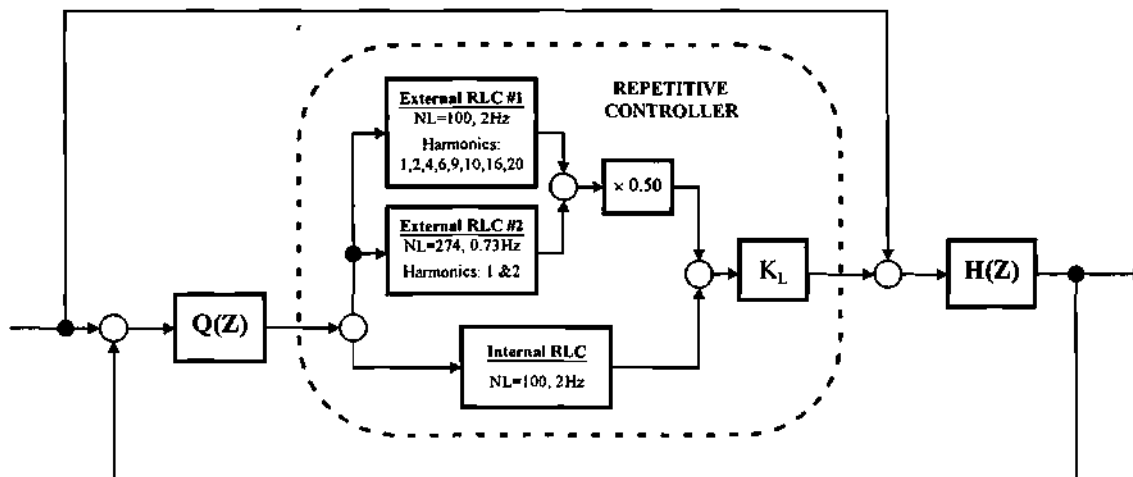 REPETITIVE
CONTROLLER
External RLC #1
NL=100, 2Hz
Harmonics:
1,2,4,6,9,10,16,20
× 0.50
External RLC #2
NL=274, 0.73Hz
Harmonics: 1 &2
K_L
H(Z)
Q(Z)
Internal RLC
NL=100, 2Hz